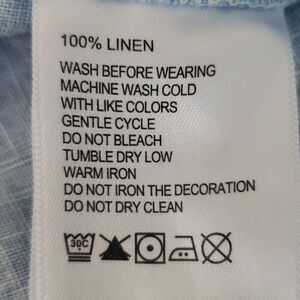 100% LINEN
WASH BEFORE WEARING
MACHINE WASH COLD
WITH LIKE COLORS
GENTLE CYCLE
DO NOT BLEACH
TUMBLE DRY LOW
WARM IRON
DO NOT IRON THE DECORATION
DO NOT DRY CLEAN
30C